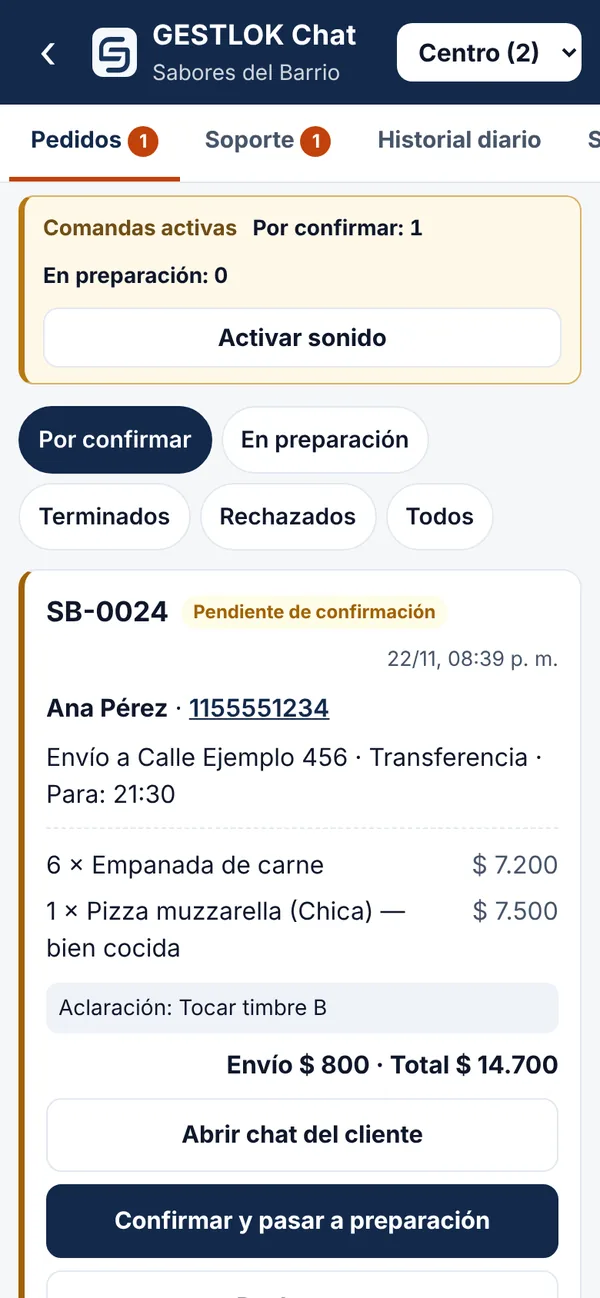 GESTLOK Chat
Sabores del Barrio
Centro (2)
Pedidos 1
Soporte 1
Historial diario
S
Comandas activas Por confirmar: 1
En preparación: 0
Activar sonido
Por confirmar
En preparación
Terminados
Rechazados
Todos
SB-0024 Pendiente de confirmación
22/11, 08:39 p. m.
Ana Pérez · 1155551234
Envío a Calle Ejemplo 456 · Transferencia ·
Para: 21:30
6 × Empanada de carne $ 7.200
1 × Pizza muzzarella (Chica) — $ 7.500
bien cocida
Aclaración: Tocar timbre B
Envío $ 800 · Total $ 14.700
Abrir chat del cliente
Confirmar y pasar a preparación